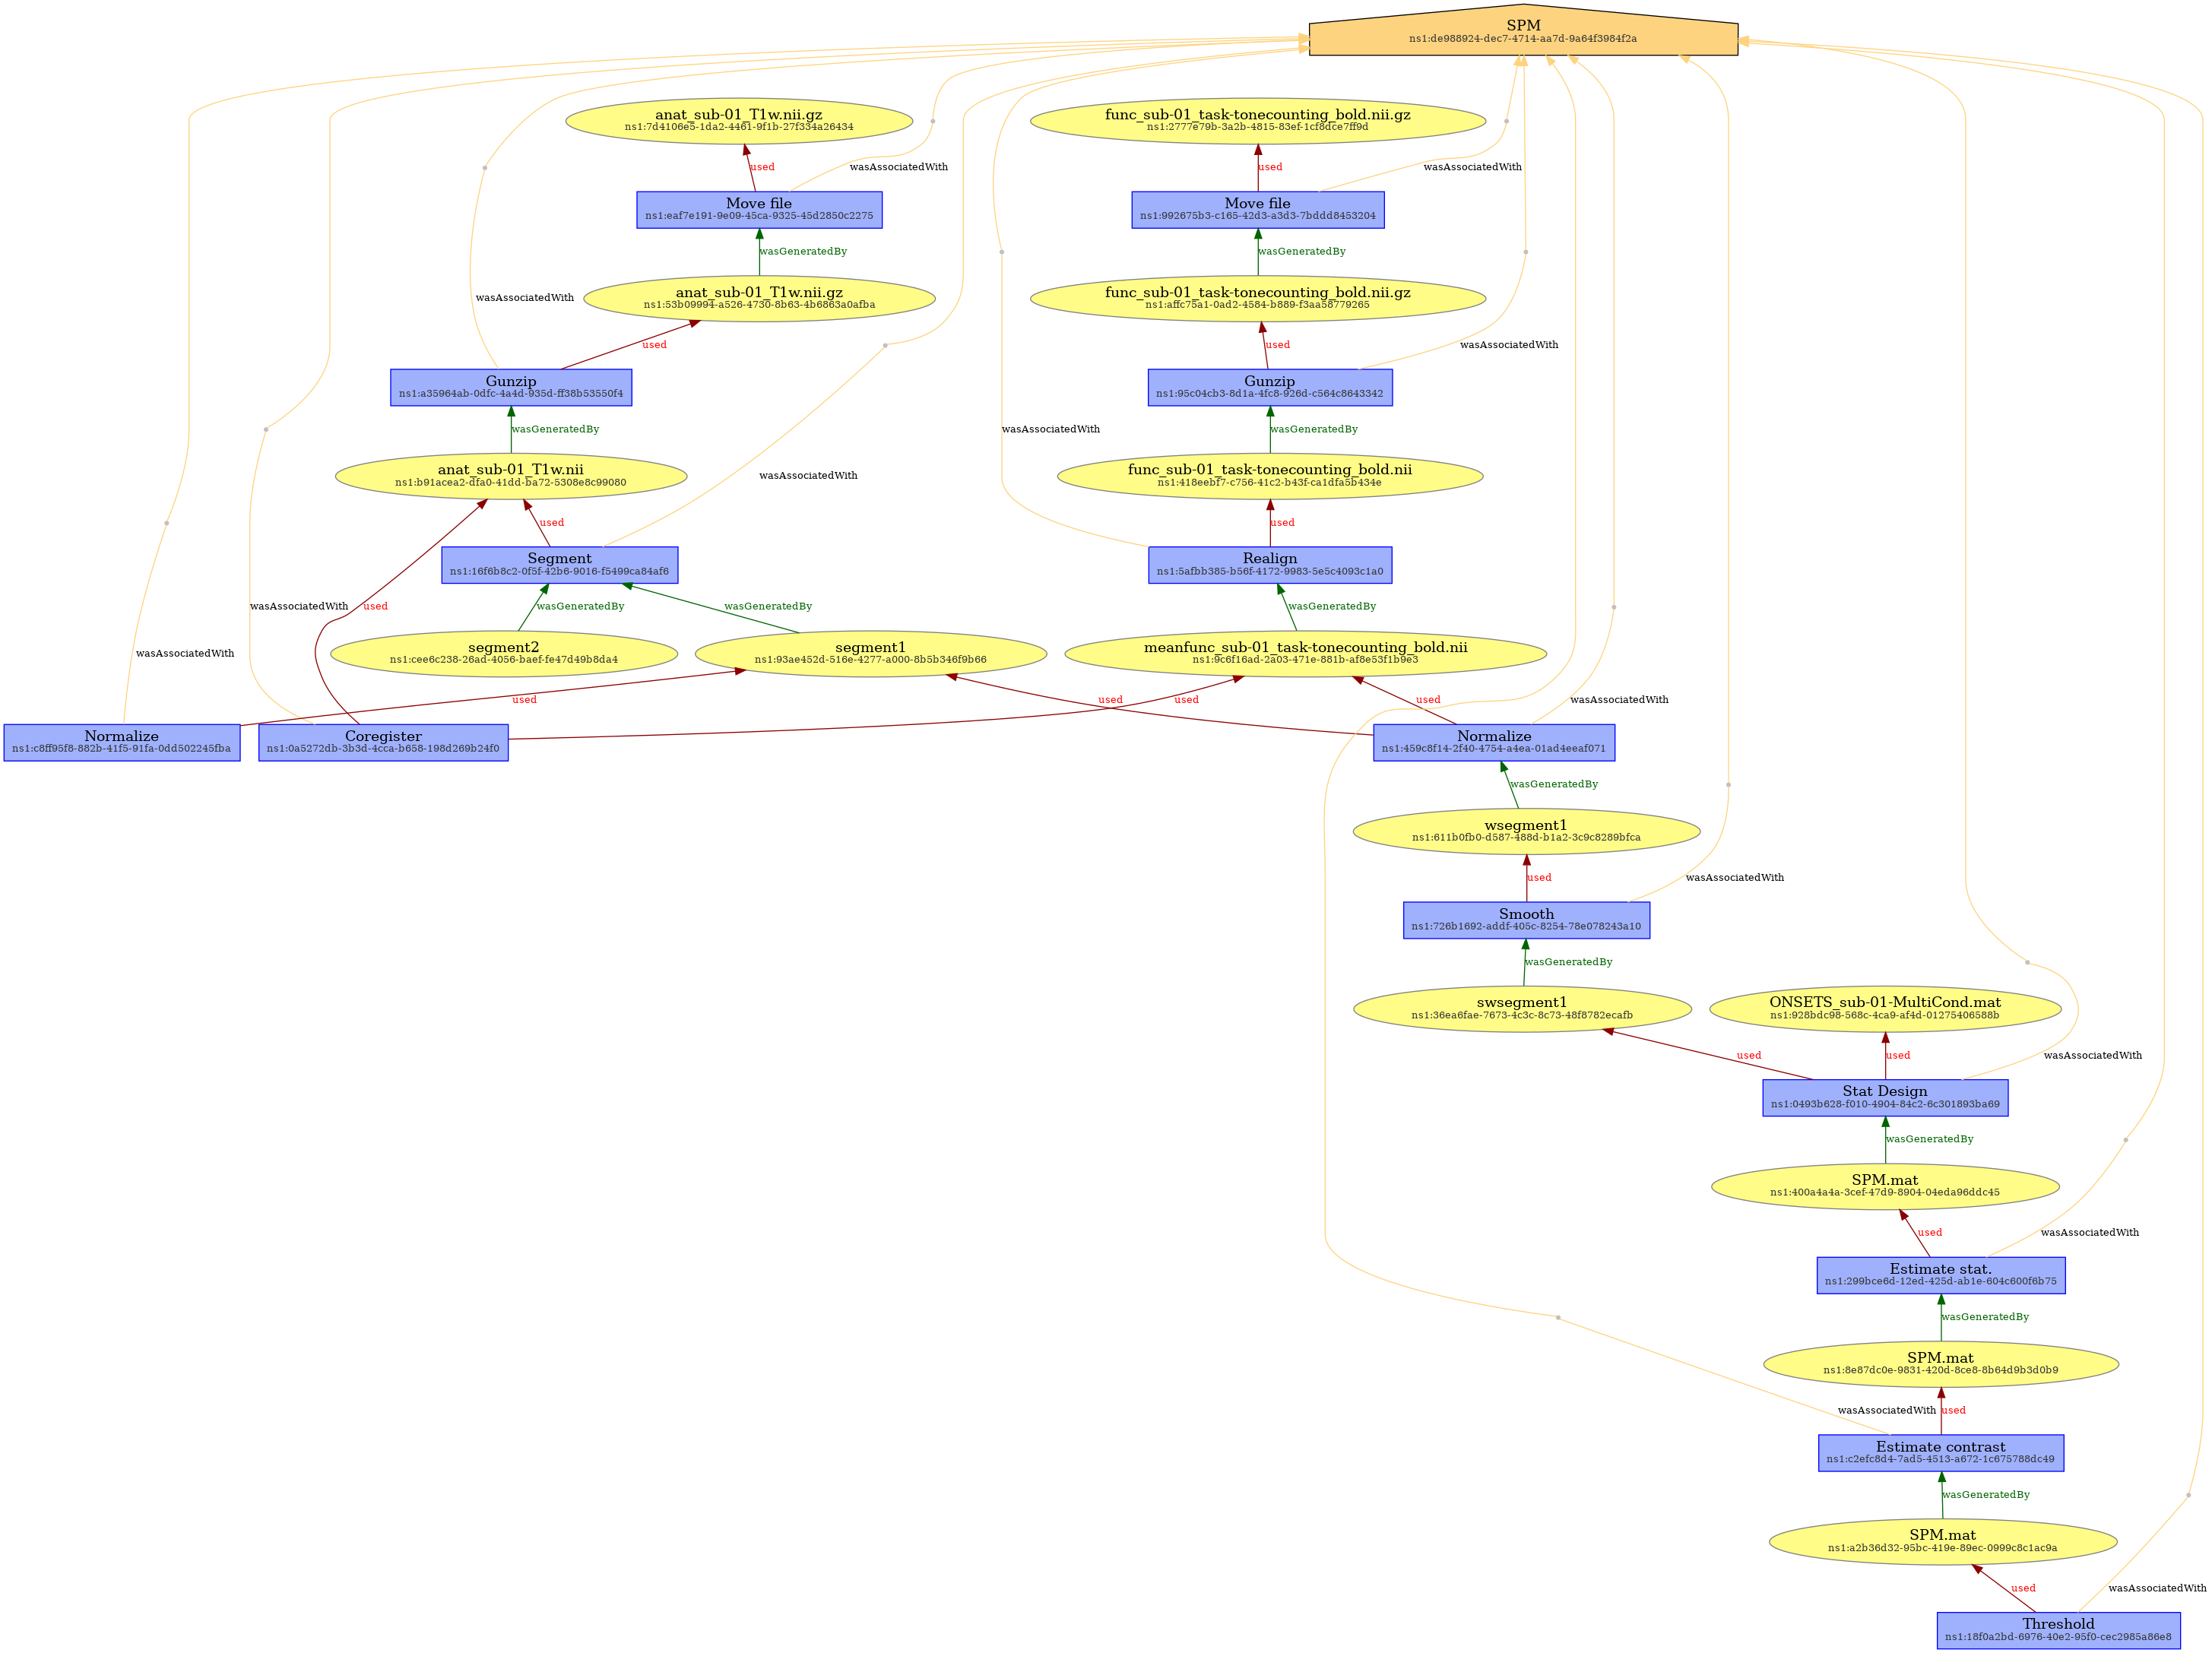 SPM
ns1:de988924-dec7-4714-aa7d-9a64f3984f2a
anat_sub-01_T1w.nii.gz
ns1:7d4106e5-1da2-4461-9f1b-27f334a26434
func_sub-01_task-tonecounting_bold.nii.gz
ns1:2777e79b-3a2b-4815-83ef-1cf8dce7ff9d
used
wasAssociatedWith
used
wasAssociatedWith
Move file
ns1:eaf7e191-9e09-45ca-9325-45d2850c2275
Move file
ns1:992675b3-c165-42d3-a3d3-7bddd8453204
wasGeneratedBy
wasGeneratedBy
wasAssociatedWith
anat_sub-01_T1w.nii.gz
ns1:53b09994-a526-4730-8b63-4b6863a0afba
func_sub-01_task-tonecounting_bold.nii.gz
ns1:affc75a1-0ad2-4584-b889-f3aa58779265
used
used
wasAssociatedWith
Gunzip
ns1:a35964ab-0dfc-4a4d-935d-ff38b53550f4
Gunzip
ns1:95c04cb3-8d1a-4fc8-926d-c564c8643342
wasGeneratedBy
wasAssociatedWith
wasGeneratedBy
anat_sub-01_T1w.nii
ns1:b91acea2-dfa0-41dd-ba72-5308e8c99080
wasAssociatedWith
func_sub-01_task-tonecounting_bold.nii
ns1:418eebf7-c756-41c2-b43f-ca1dfa5b434e
used
used
Segment
ns1:16f6b8c2-0f5f-42b6-9016-f5499ca84af6
Realign
ns1:5afbb385-b56f-4172-9983-5e5c4093c1a0
wasAssociatedWith
used
wasGeneratedBy
wasGeneratedBy
wasGeneratedBy
wasAssociatedWith
segment2
ns1:cee6c238-26ad-4056-baef-fe47d49b8da4
segment1
ns1:93ae452d-516e-4277-a000-8b5b346f9b66
meanfunc_sub-01_task-tonecounting_bold.nii
ns1:9c6f16ad-2a03-471e-881b-af8e53f1b9e3
used
used
used
used
wasAssociatedWith
Normalize
ns1:c8ff95f8-882b-41f5-91fa-0dd502245fba
Coregister
ns1:0a5272db-3b3d-4cca-b658-198d269b24f0
Normalize
ns1:459c8f14-2f40-4754-a4ea-01ad4eeaf071
wasGeneratedBy
wsegment1
ns1:611b0fb0-d587-488d-b1a2-3c9c8289bfca
used
wasAssociatedWith
Smooth
ns1:726b1692-addf-405c-8254-78e078243a10
wasGeneratedBy
swsegment1
ns1:36ea6fae-7673-4c3c-8c73-48f8782ecafb
ONSETS_sub-01-MultiCond.mat
ns1:928bdc98-568c-4ca9-af4d-01275406588b
used
used
wasAssociatedWith
Stat Design
ns1:0493b628-f010-4904-84c2-6c301893ba69
wasGeneratedBy
SPM.mat
ns1:400a4a4a-3cef-47d9-8904-04eda96ddc45
used
wasAssociatedWith
Estimate stat.
ns1:299bce6d-12ed-425d-ab1e-604c600f6b75
wasGeneratedBy
SPM.mat
ns1:8e87dc0e-9831-420d-8ce8-8b64d9b3d0b9
wasAssociatedWith
used
Estimate contrast
ns1:c2efc8d4-7ad5-4513-a672-1c675788dc49
wasGeneratedBy
SPM.mat
ns1:a2b36d32-95bc-419e-89ec-0999c8c1ac9a
used
wasAssociatedWith
Threshold
ns1:18f0a2bd-6976-40e2-95f0-cec2985a86e8